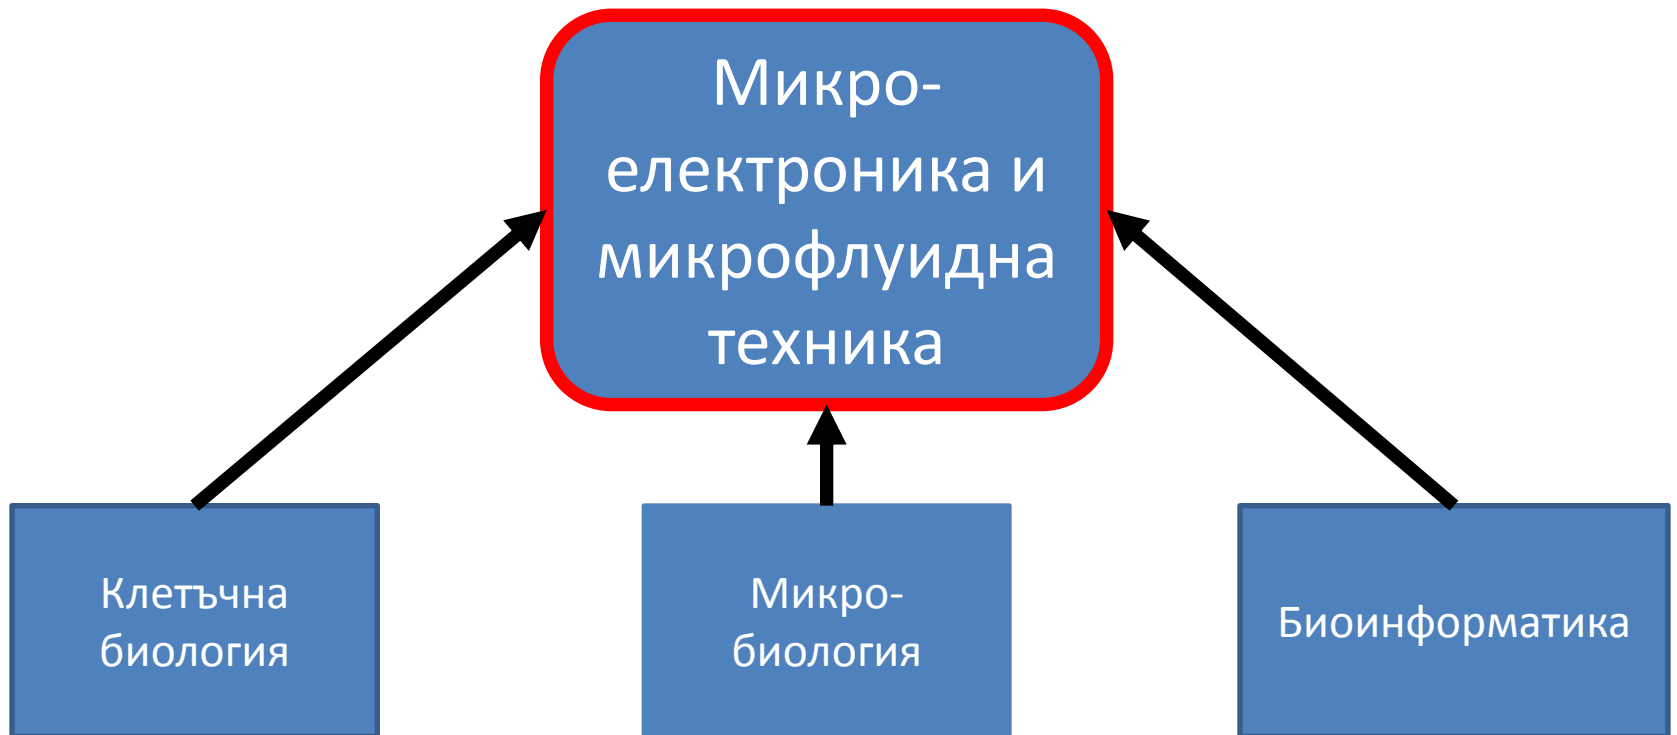 Микро-
електроника и
микрофлуидна
техника
Клетъчна
биология
Микро-
биология
Биоинформатика